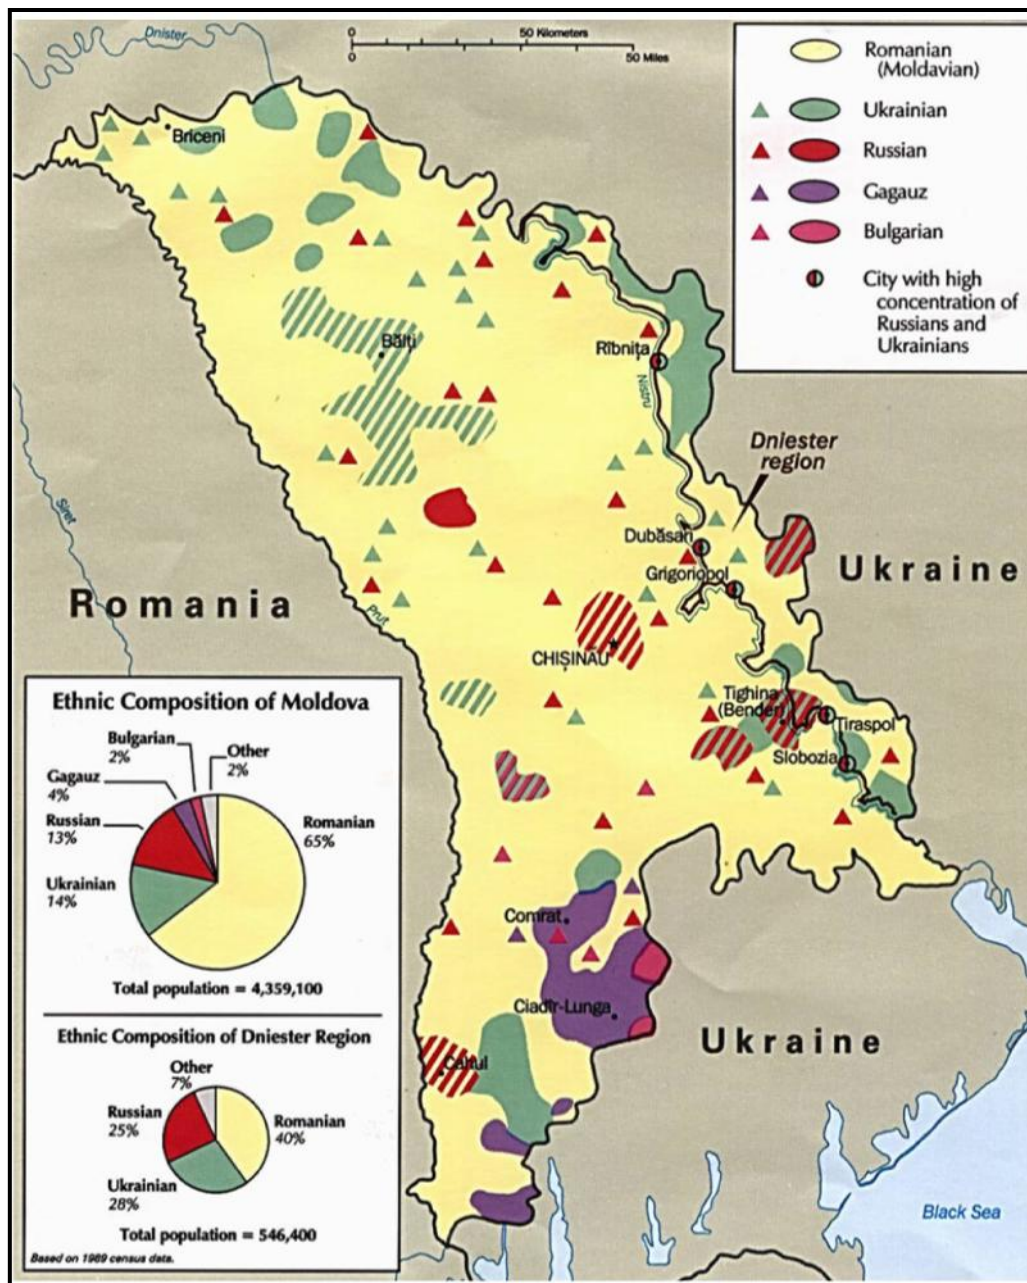 Dnister
0
50 Kilometers
0
50 Miles
Romanian
(Moldavian)
Ukrainian
Russian
Gagauz
Bulgarian
City with high
concentration of
Russians and
Ukrainians
Briceni
Bălți
Rîbnița
Nistru
Dniester
region
Siret
Dubăsari
Grigoriopol
Ukraine
Romania
Prut
CHIȘINAU
Tighina
(Bender)
Tiraspol
Slobozia
Comrat
Ciadîr-Lunga
Ukraine
Cahul
Black Sea
Ethnic Composition of Moldova
Bulgarian
2%
Other
2%
Gagauz
4%
Russian
13%
Romanian
65%
Ukrainian
14%
Total population = 4,359,100
Ethnic Composition of Dniester Region
Other
7%
Russian
25%
Romanian
40%
Ukrainian
28%
Total population = 546,400
Based on 1989 census data.